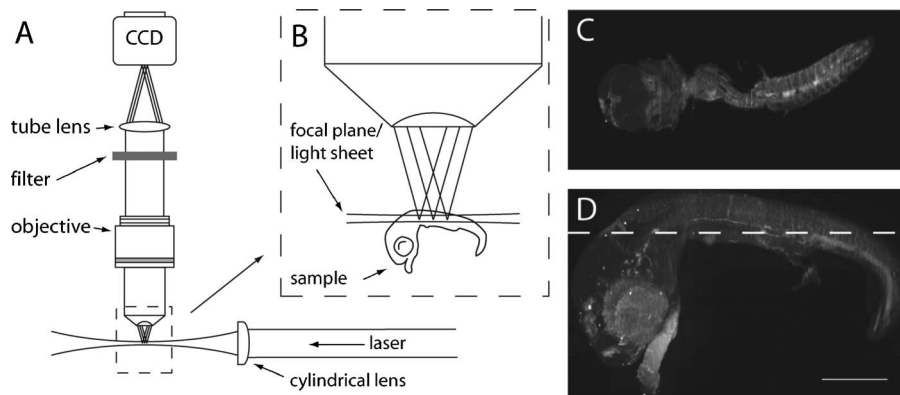 A
CCD
tube lens
filter
objective
laser
cylindrical lens
B
focal plane/
light sheet
sample
C
D